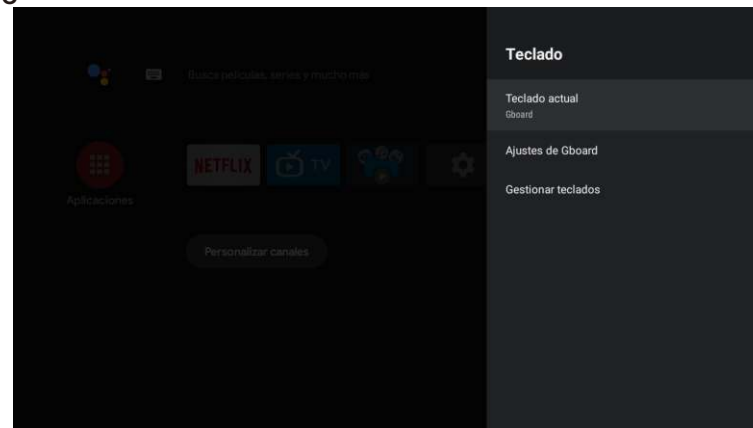 Teclado
Busca películas, series y mucho más
Teclado actual
Gboard
NETFLIX
TV
Ajustes de Gboard
Gestionar teclados
Aplicaciones
Personalizar canales